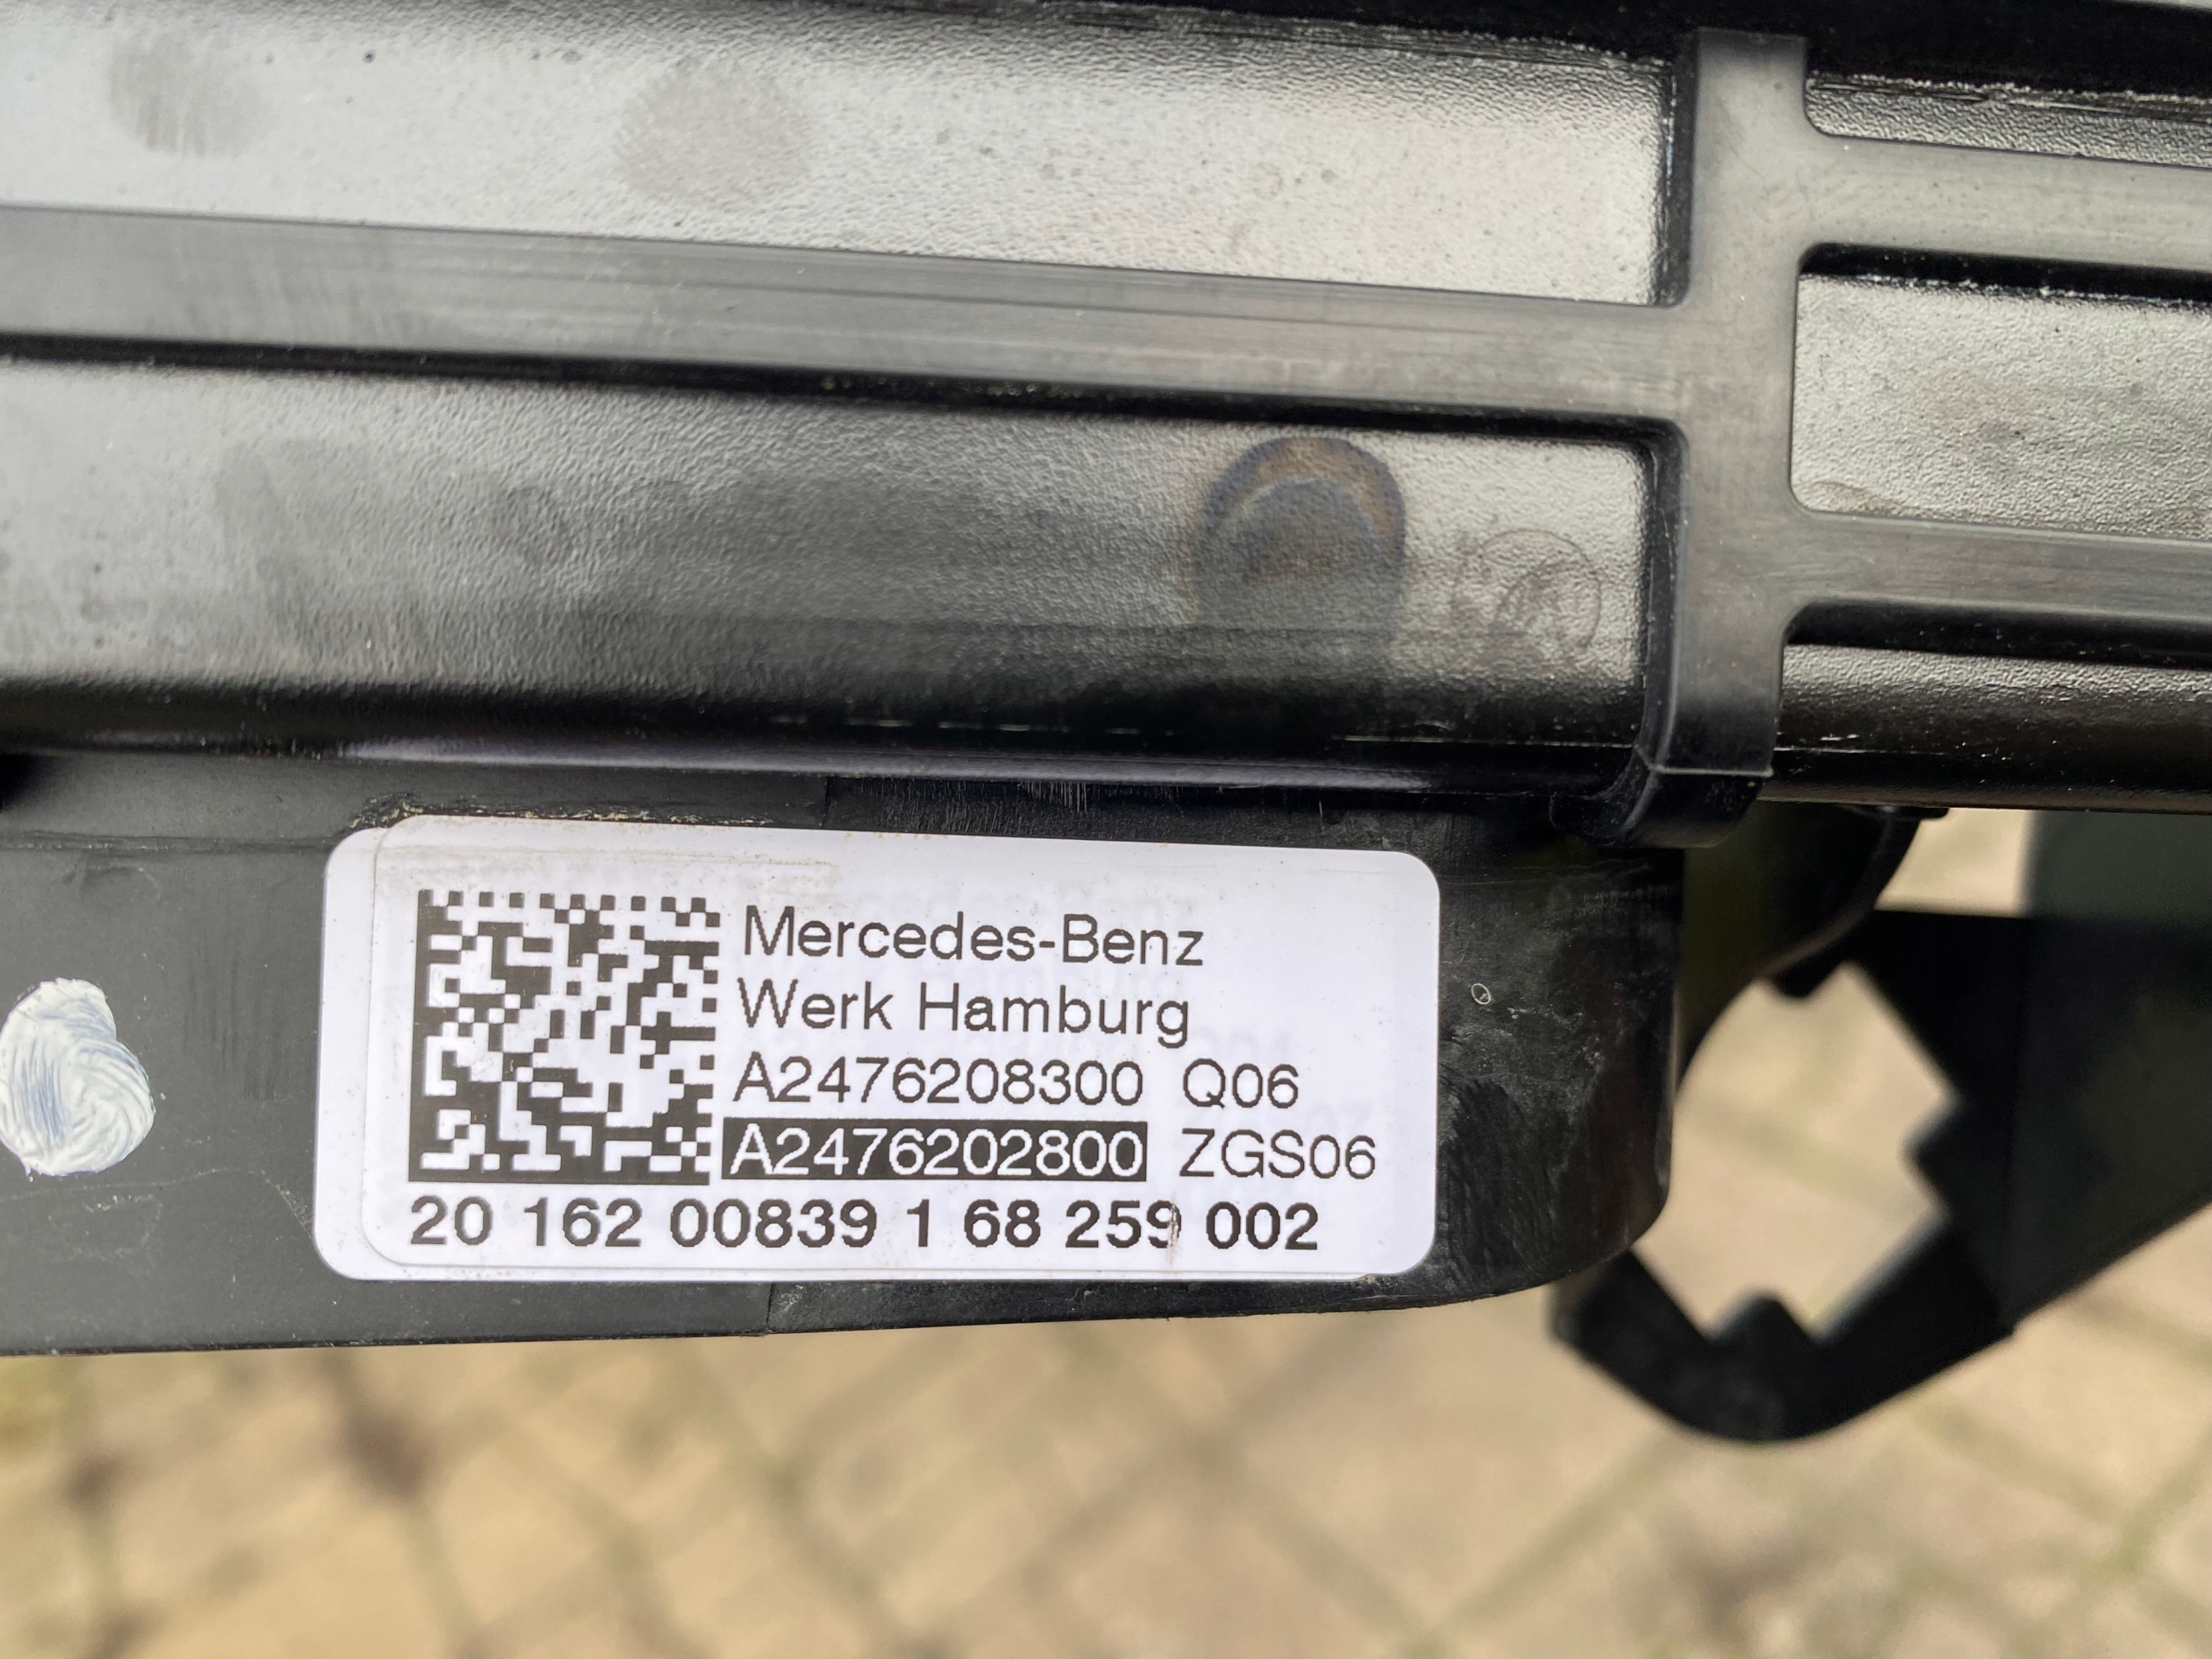 Mercedes-Benz
Werk Hamburg
A2476208300 Q06
A2476202800 ZGS06
20 162 00839 1 68 259 002